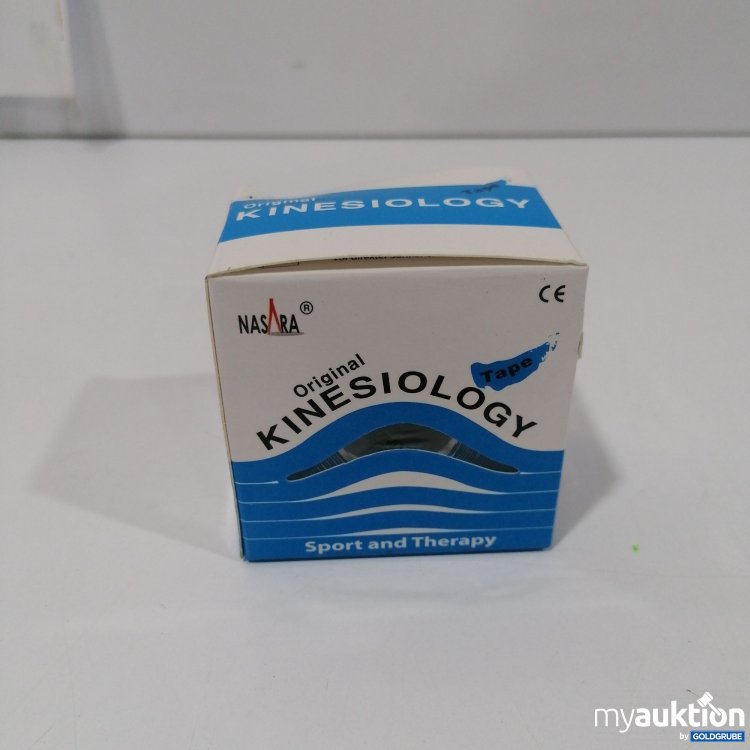 Original
KINESIOLOGY
Tape
NASARA®
CE
Original
KINESIOLOGY
Tape
Sport and Therapy
myauktion
by GOLDGRUBE